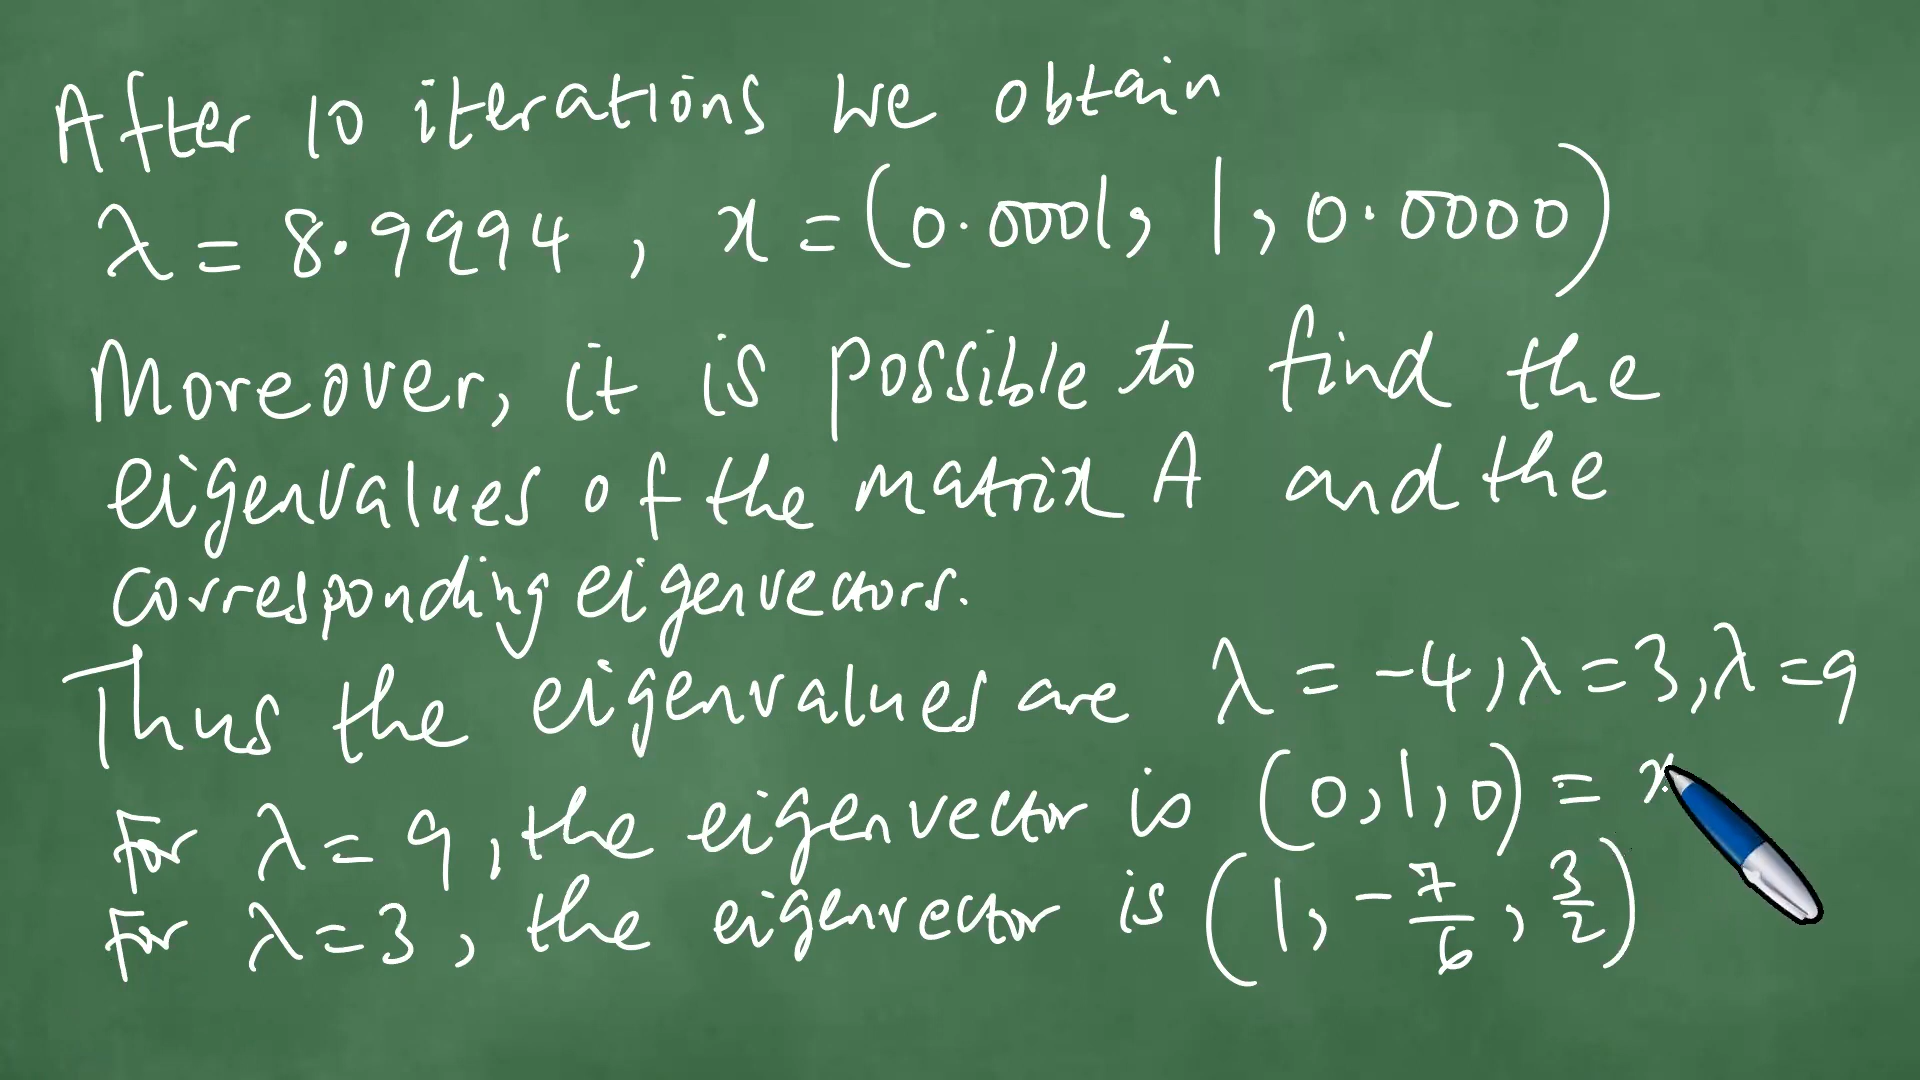 After 10 iterations we obtain
λ = 8.9994, x = (0.0001, 1, 0.0000)
Moreover, it is possible to find the
eigenvalues of the matrix A and the
corresponding eigenvectors.
Thus the eigenvalues are λ = -4, λ = 3, λ = 9
For λ = 9, the eigenvector is (0, 1, 0) = x
For λ = 3, the eigenvector is (1, -7/6, 3/2)